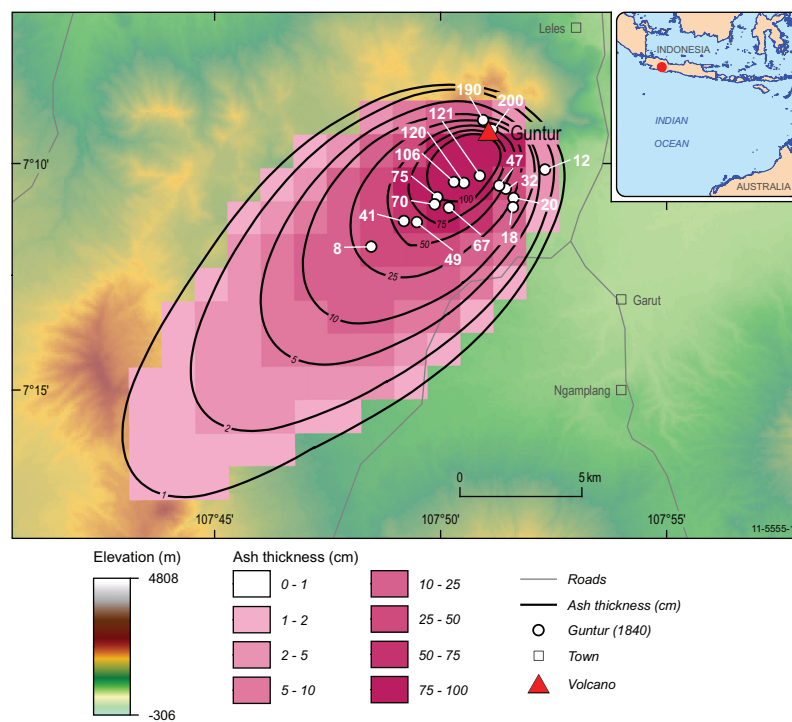 Leles
INDONESIA
INDIAN
OCEAN
AUSTRALIA
190
200
121
Guntur
120
106
47
12
7°10'
75
32
100
70
20
75
41
67
18
50
8
49
25
10
Garut
5
7°15'
Ngamplang
2
0
5 km
1
107°45'
107°50'
107°55'
11-5555-1
Elevation (m)
4808
-306
Ash thickness (cm)
0 - 1
1 - 2
2 - 5
5 - 10
10 - 25
25 - 50
50 - 75
75 - 100
Roads
Ash thickness (cm)
Guntur (1840)
Town
Volcano